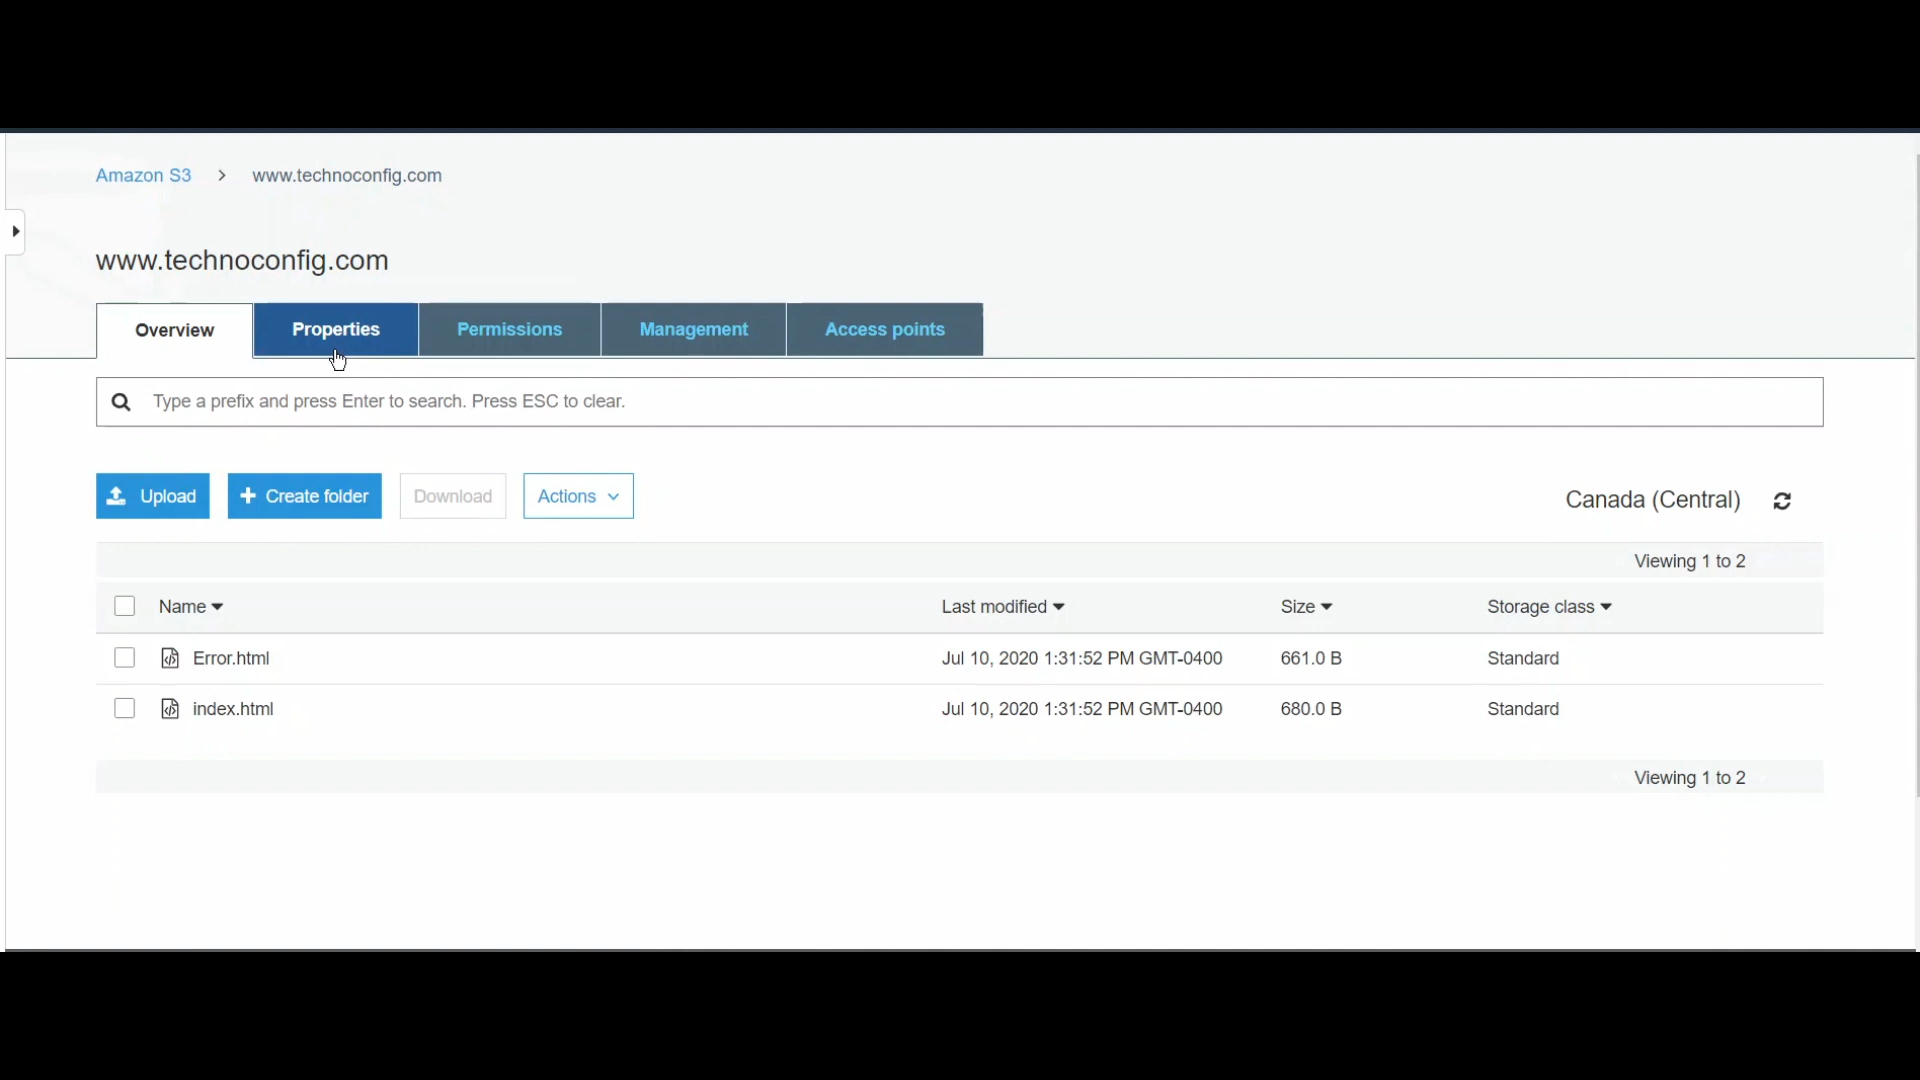 Amazon S3 > www.technoconfig.com
www.technoconfig.com
Overview Properties Permissions Management Access points
Type a prefix and press Enter to search. Press ESC to clear.
Upload + Create folder Download Actions Canada (Central)
Viewing 1 to 2
Name Last modified Size Storage class
Error.html Jul 10, 2020 1:31:52 PM GMT-0400 661.0 B Standard
index.html Jul 10, 2020 1:31:52 PM GMT-0400 680.0 B Standard
Viewing 1 to 2